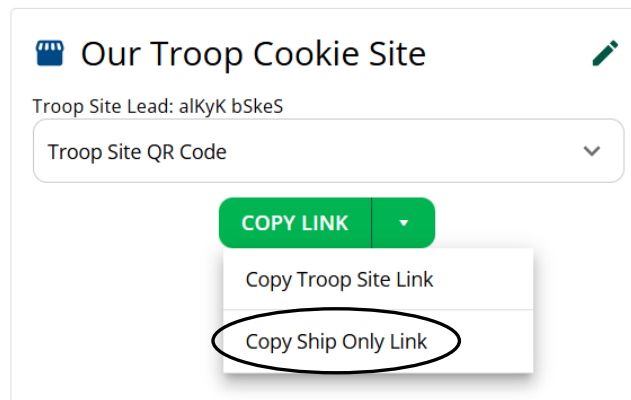 Our Troop Cookie Site
Troop Site Lead: alKyK bSkeS
Troop Site QR Code
COPY LINK
Copy Troop Site Link
Copy Ship Only Link